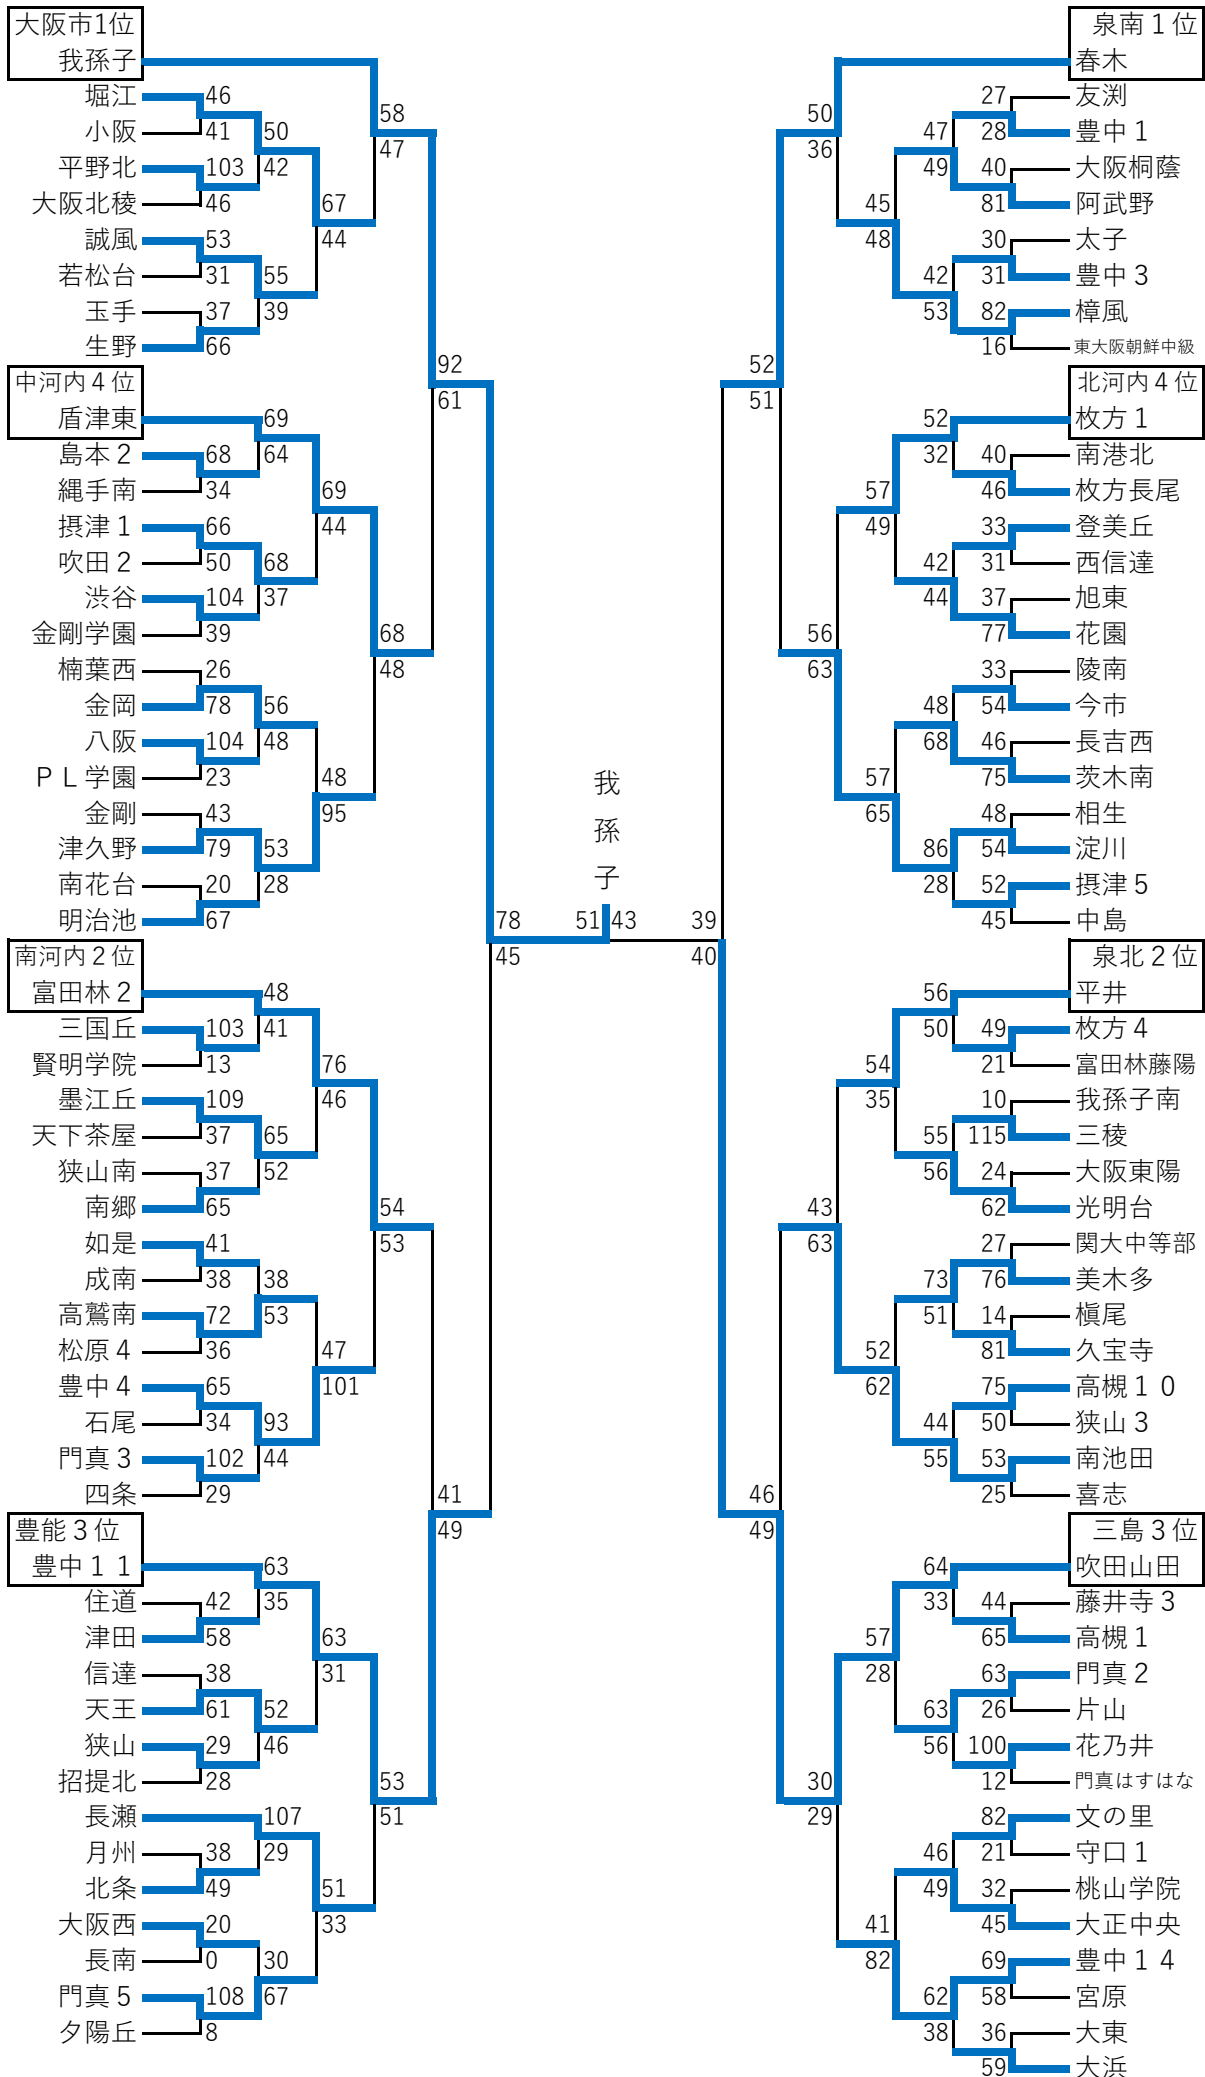 大阪市1位
我孫子
堀江
小阪
平野北
大阪北稜
誠風
若松台
玉手
生野
中河内４位
盾津東
島本２
縄手南
摂津１
吹田２
渋谷
金剛学園
楠葉西
金岡
八阪
ＰＬ学園
金剛
津久野
南花台
明治池
南河内２位
富田林２
三国丘
賢明学院
墨江丘
天下茶屋
狭山南
南郷
如是
成南
高鷲南
松原４
豊中４
石尾
門真３
四条
豊能３位
豊中１１
住道
津田
信達
天王
狭山
招提北
長瀬
月州
北条
大阪西
長南
門真５
夕陽丘
46
41
103
46
53
31
37
66
68
34
66
50
104
39
26
78
104
23
43
79
20
67
103
13
109
37
37
65
41
38
72
36
65
34
102
29
42
58
38
61
29
28
38
49
20
0
108
8
50
42
55
39
69
64
68
37
56
48
53
28
48
41
65
52
38
53
93
44
63
35
52
46
107
29
30
67
67
44
69
44
48
95
76
46
47
101
63
31
51
33
58
47
68
48
54
53
53
51
92
61
41
49
78
45
我
孫
子
51
43
39
40
52
51
46
49
50
36
56
63
43
63
30
29
45
48
57
49
57
65
54
35
52
62
57
28
41
82
47
49
42
53
52
32
42
44
48
68
86
28
56
50
55
56
73
51
44
55
64
33
63
56
46
49
62
38
27
28
40
81
30
31
82
16
40
46
33
31
37
77
33
54
46
75
48
54
52
45
49
21
10
115
24
62
27
76
14
81
75
50
53
25
44
65
63
26
100
12
82
21
32
45
69
58
36
59
泉南１位
春木
友渕
豊中１
大阪桐蔭
阿武野
太子
豊中３
樟風
東大阪朝鮮中級
北河内４位
枚方１
南港北
枚方長尾
登美丘
西信達
旭東
花園
陵南
今市
長吉西
茨木南
相生
淀川
摂津５
中島
泉北２位
平井
枚方４
富田林藤陽
我孫子南
三稜
大阪東陽
光明台
関大中等部
美木多
槇尾
久宝寺
高槻１０
狭山３
南池田
喜志
三島３位
吹田山田
藤井寺３
高槻１
門真２
片山
花乃井
門真はすはな
文の里
守口１
桃山学院
大正中央
豊中１４
宮原
大東
大浜